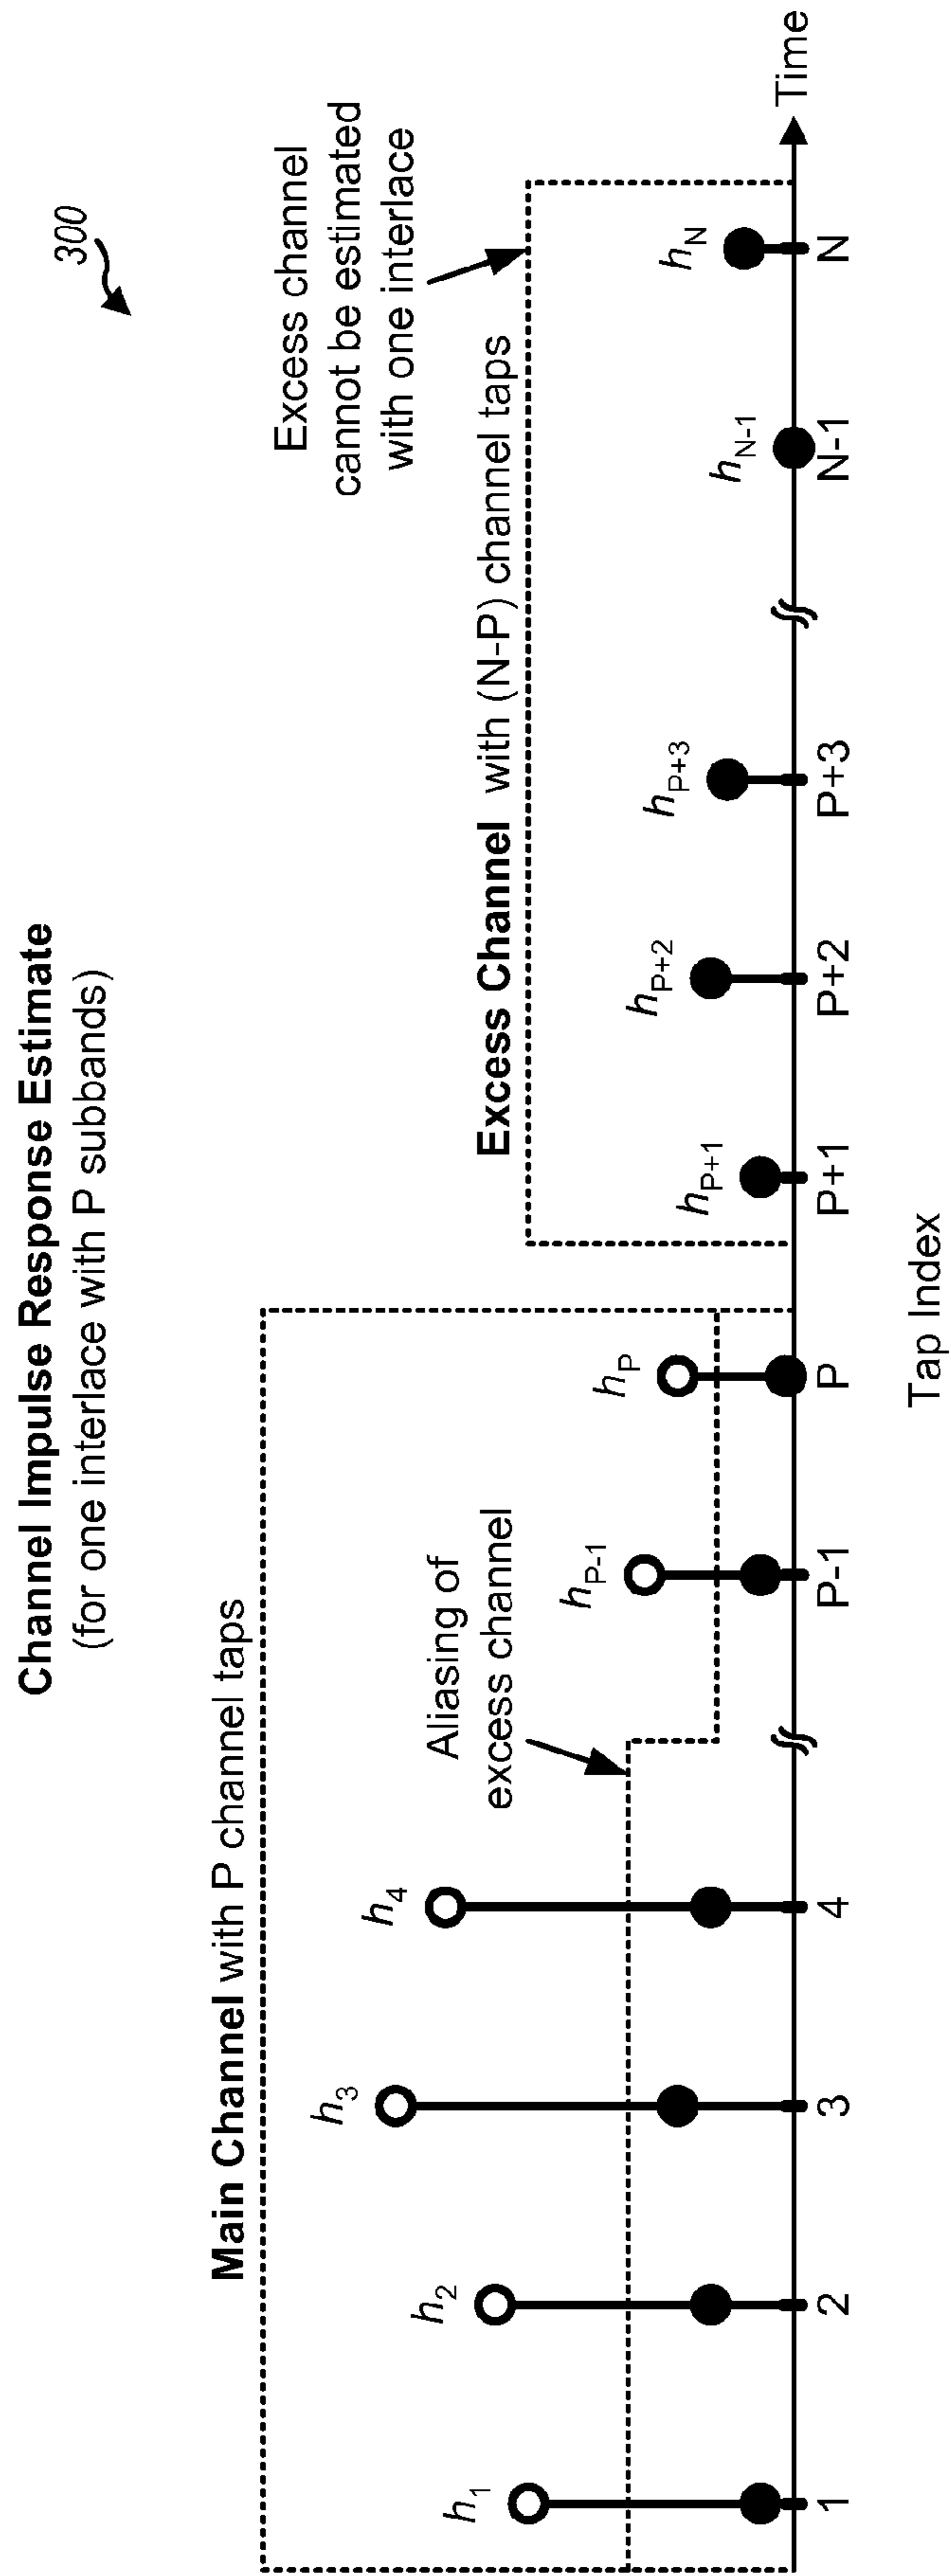 Channel Impulse Response Estimate
(for one interlace with P subbands)
300
Main Channel with P channel taps
Excess channel
cannot be estimated
with one interlace
Excess Channel with (N-P) channel taps
Aliasing of
excess channel
h1
h2
h3
h4
hP-1
hP
hP+1
hP+2
hP+3
hN-1
hN
1
2
3
4
P-1
P
P+1
P+2
P+3
N-1
N
Time
Tap Index